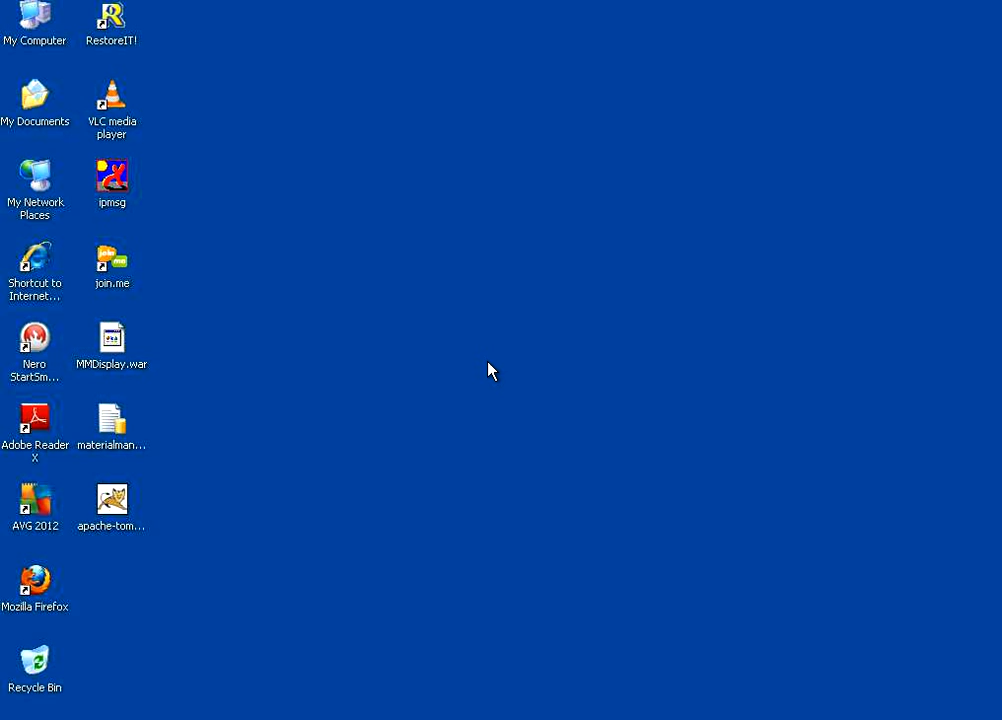 My Computer
RestoreIT!
My Documents
VLC media
player
My Network
Places
ipmsg
Shortcut to
Internet...
join.me
Nero
StartSm...
MMDisplay.war
Adobe Reader
X
materialman...
AVG 2012
apache-tom...
Mozilla Firefox
Recycle Bin